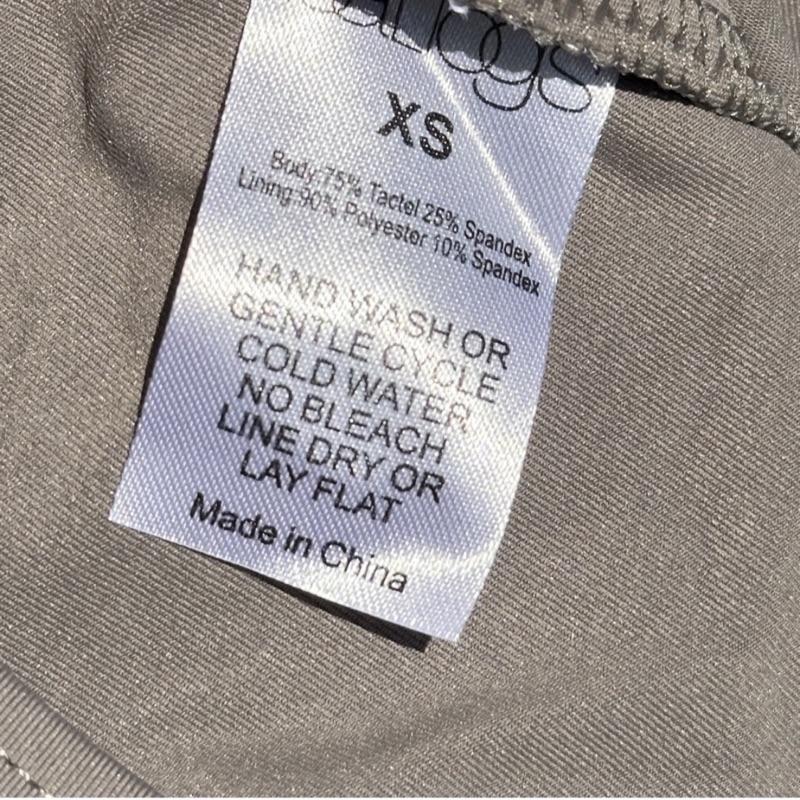 XS
Body 75% Tactel 25% Spandex
Lining 90% Polyester 10% Spandex
HAND WASH OR
GENTLE CYCLE
COLD WATER
NO BLEACH
LINE DRY OR
LAY FLAT
Made in China